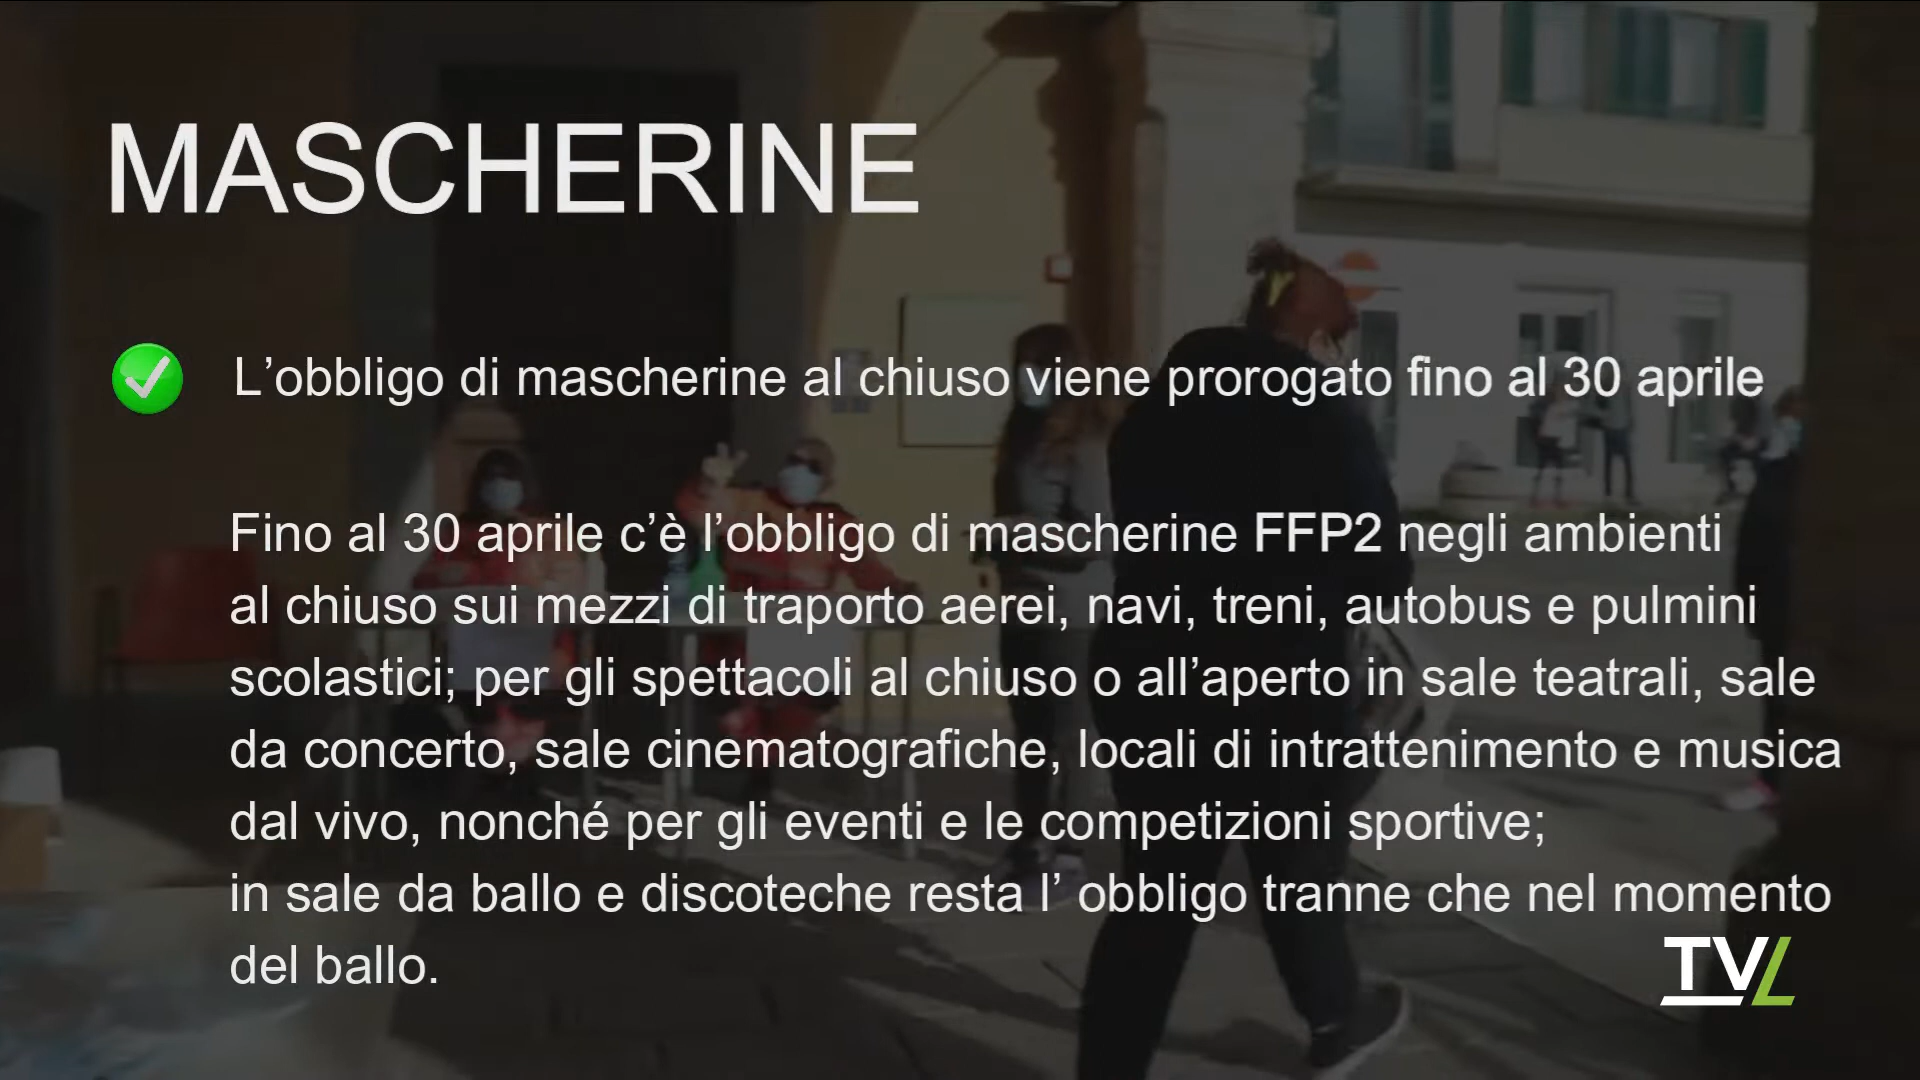 MASCHERINE
L’obbligo di mascherine al chiuso viene prorogato fino al 30 aprile
Fino al 30 aprile c’è l’obbligo di mascherine FFP2 negli ambienti
al chiuso sui mezzi di traporto aerei, navi, treni, autobus e pulmini
scolastici; per gli spettacoli al chiuso o all’aperto in sale teatrali, sale
da concerto, sale cinematografiche, locali di intrattenimento e musica
dal vivo, nonché per gli eventi e le competizioni sportive;
in sale da ballo e discoteche resta l’ obbligo tranne che nel momento
del ballo.
TVL